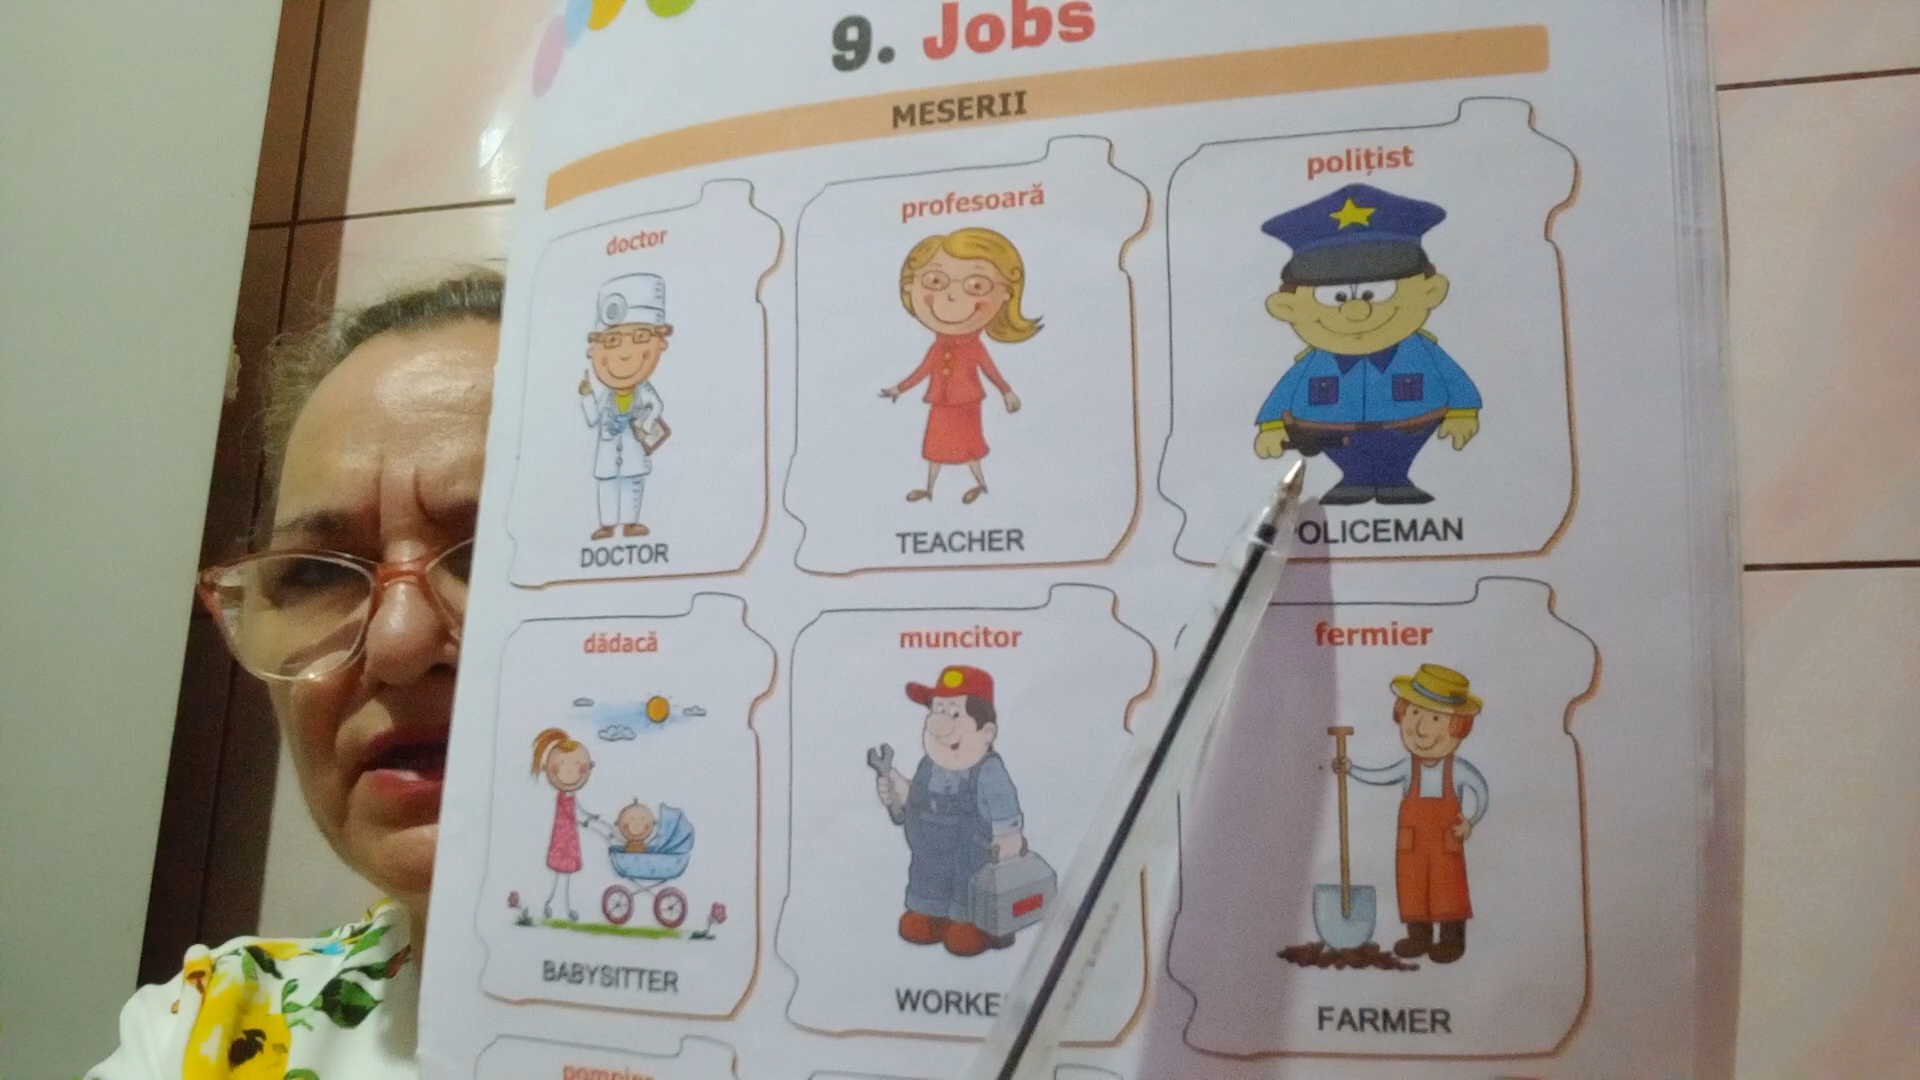 9. Jobs
MESERII
doctor
profesoară
polițist
DOCTOR
TEACHER
OLICEMAN
dădacă
muncitor
fermier
BABYSITTER
WORKE
FARMER